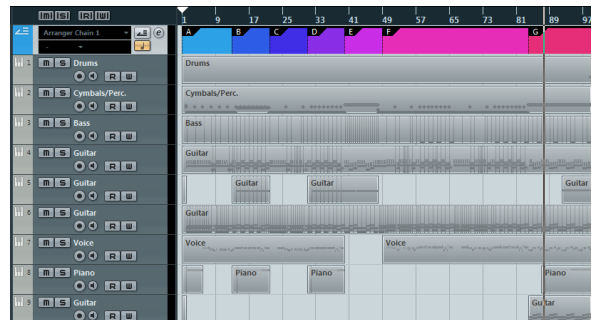 M S R W
1 9 17 25 33 41 49 57 65 73 81 89 97
Arranger Chain 1 e
A B C D E F G
1 M S Drums
R W
Drums
2 M S Cymbals/Perc.
R W
Cymbals/Perc.
3 M S Bass
R W
Bass
4 M S Guitar
R W
Guitar
5 M S Guitar
R W
Guitar Guitar Guitar
6 M S Guitar
R W
Guitar
7 M S Voice
R W
Voice Voice
8 M S Piano
R W
Piano Piano Piano
9 M S Guitar
R W
Guitar